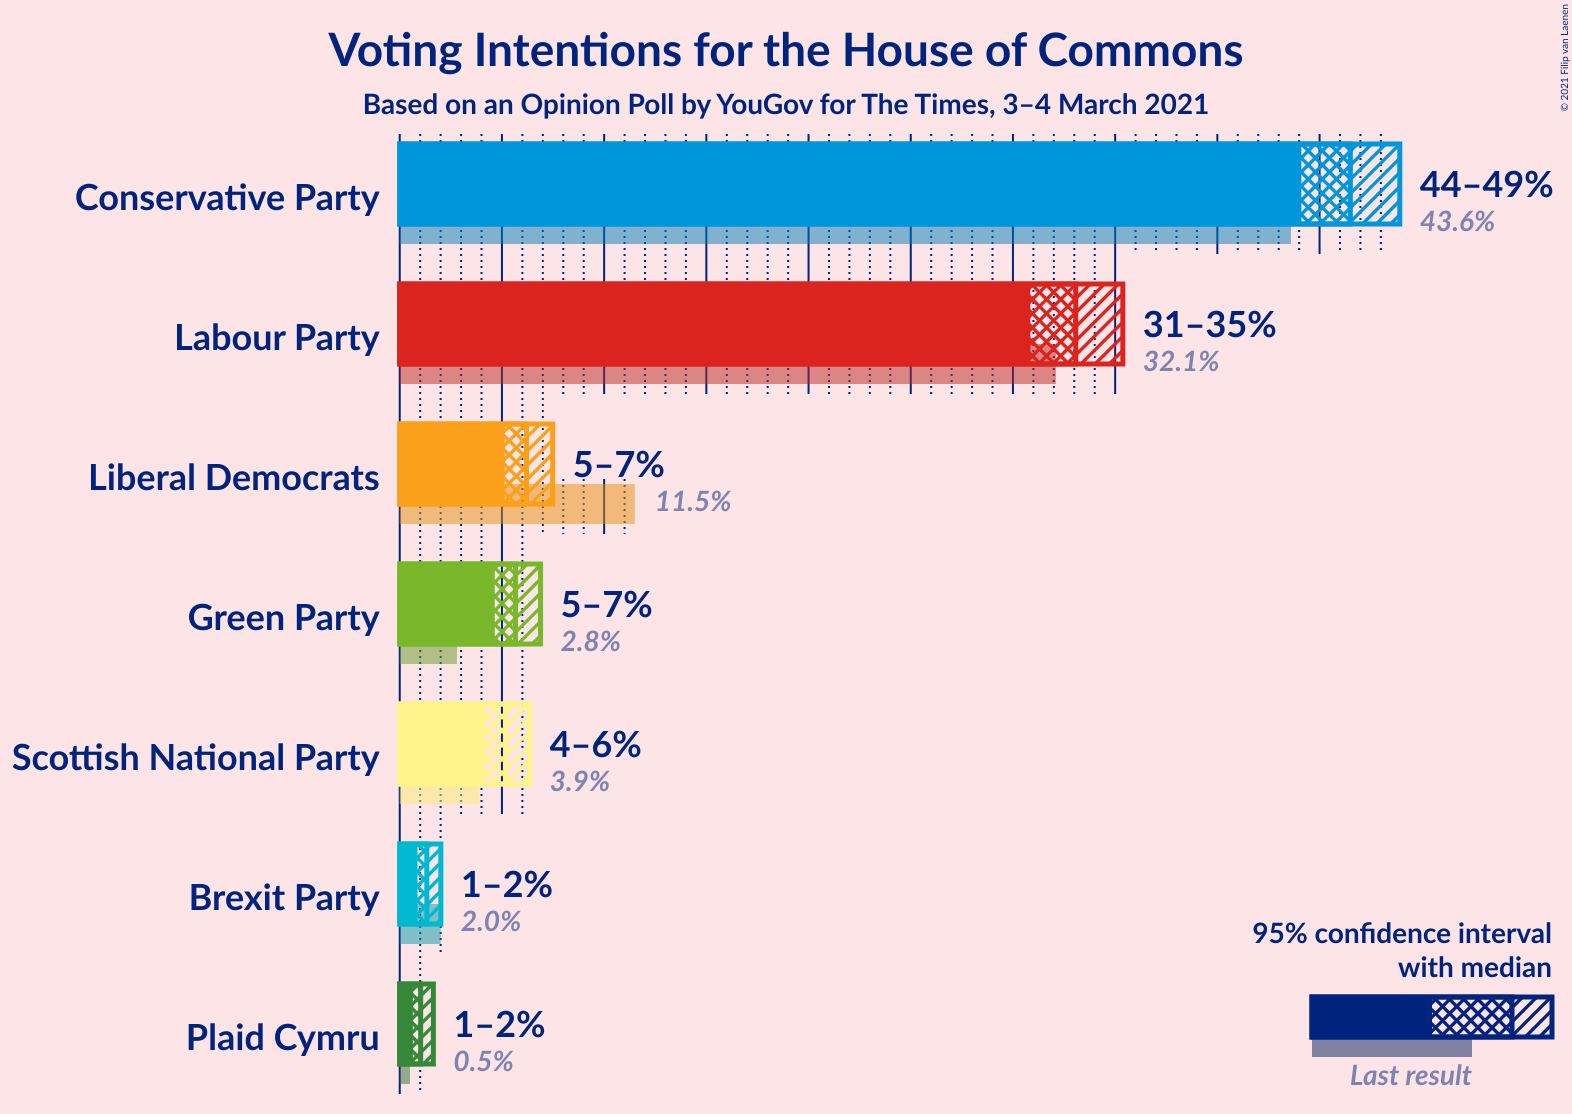 Voting Intentions for the House of Commons
Based on an Opinion Poll by YouGov for The Times, 3–4 March 2021
© 2021 Filip van Laenen
Conservative Party
44–49%
43.6%
Labour Party
31–35%
32.1%
Liberal Democrats
5–7%
11.5%
Green Party
5–7%
2.8%
Scottish National Party
4–6%
3.9%
Brexit Party
1–2%
2.0%
Plaid Cymru
1–2%
0.5%
95% confidence interval
with median
Last result